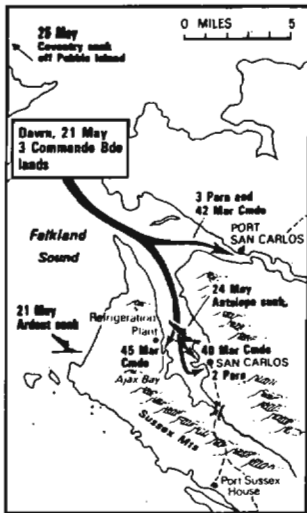 0 MILES 5
25 May
Coventry sunk
off Pebble Island
Dawn, 21 May
3 Commando Bde
lands
3 Para and
42 Mar Cmdo
PORT
SAN CARLOS
Falkland
Sound
24 May
Antelope sunk
21 May
Ardent sunk
Refrigeration
Plant
45 Mar
Cmdo
Ajax Bay
40 Mar Cmdo
SAN CARLOS
2 Para
Sussex Mts
Port Sussex
House